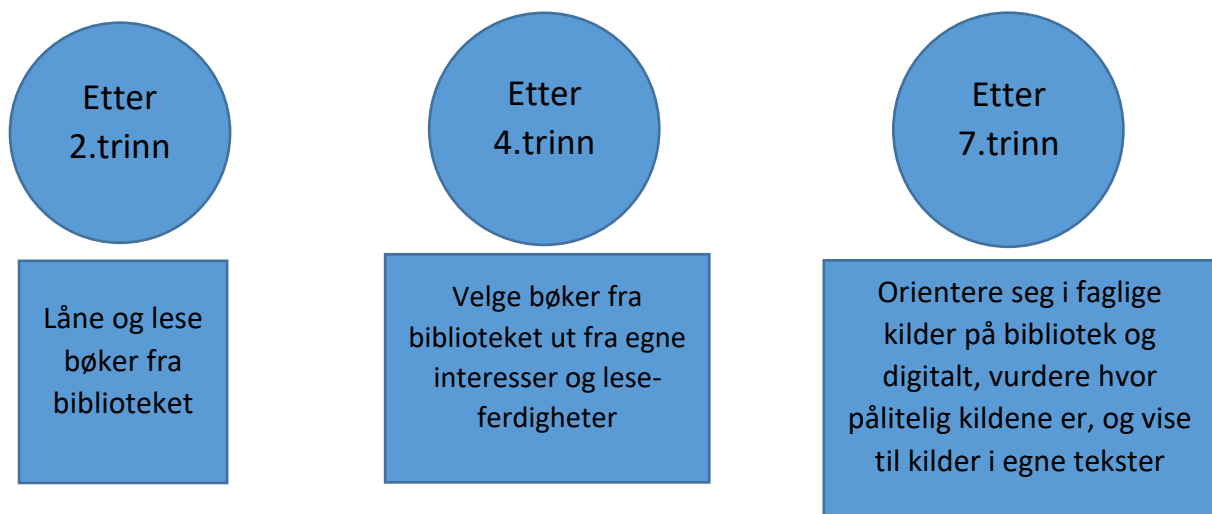 Etter
2.trinn
Låne og lese
bøker fra
biblioteket
Etter
4.trinn
Velge bøker fra
biblioteket ut fra egne
interesser og lese-
ferdigheter
Etter
7.trinn
Orientere seg i faglige
kilder på bibliotek og
digitalt, vurdere hvor
pålitelig kildene er, og vise
til kilder i egne tekster